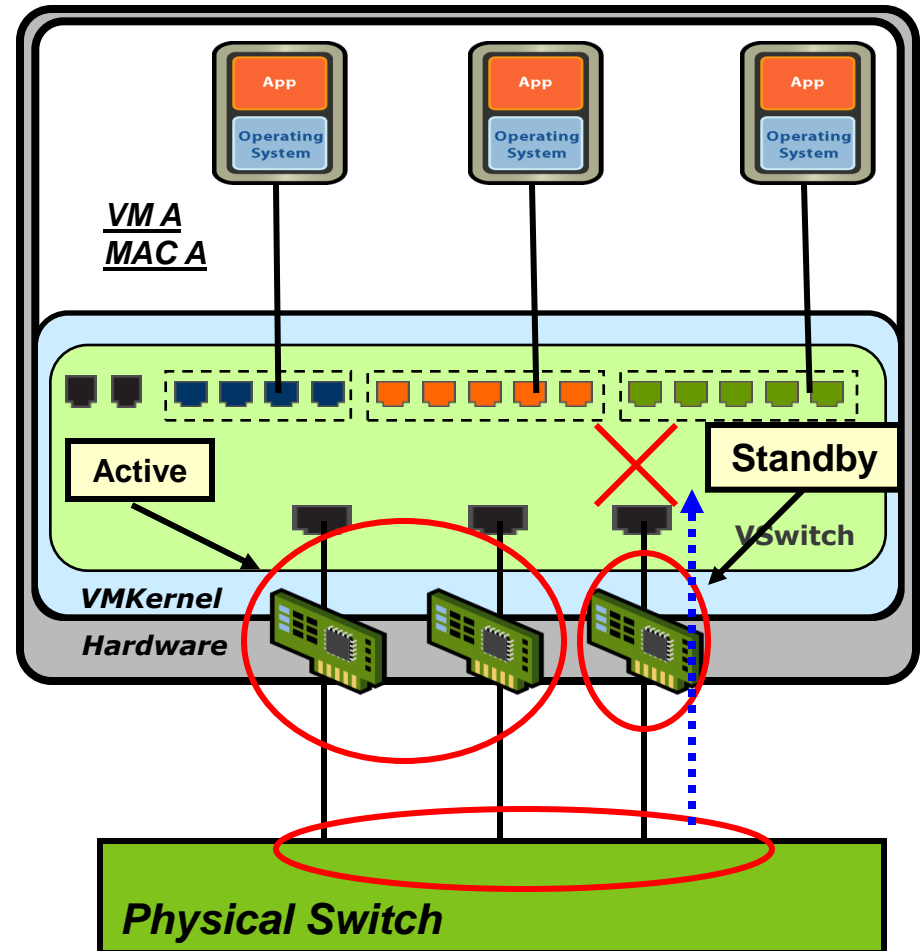 App
Operating
System
App
Operating
System
App
Operating
System
VM A
MAC A
Active
Standby
VSwitch
VMKernel
Hardware
Physical Switch